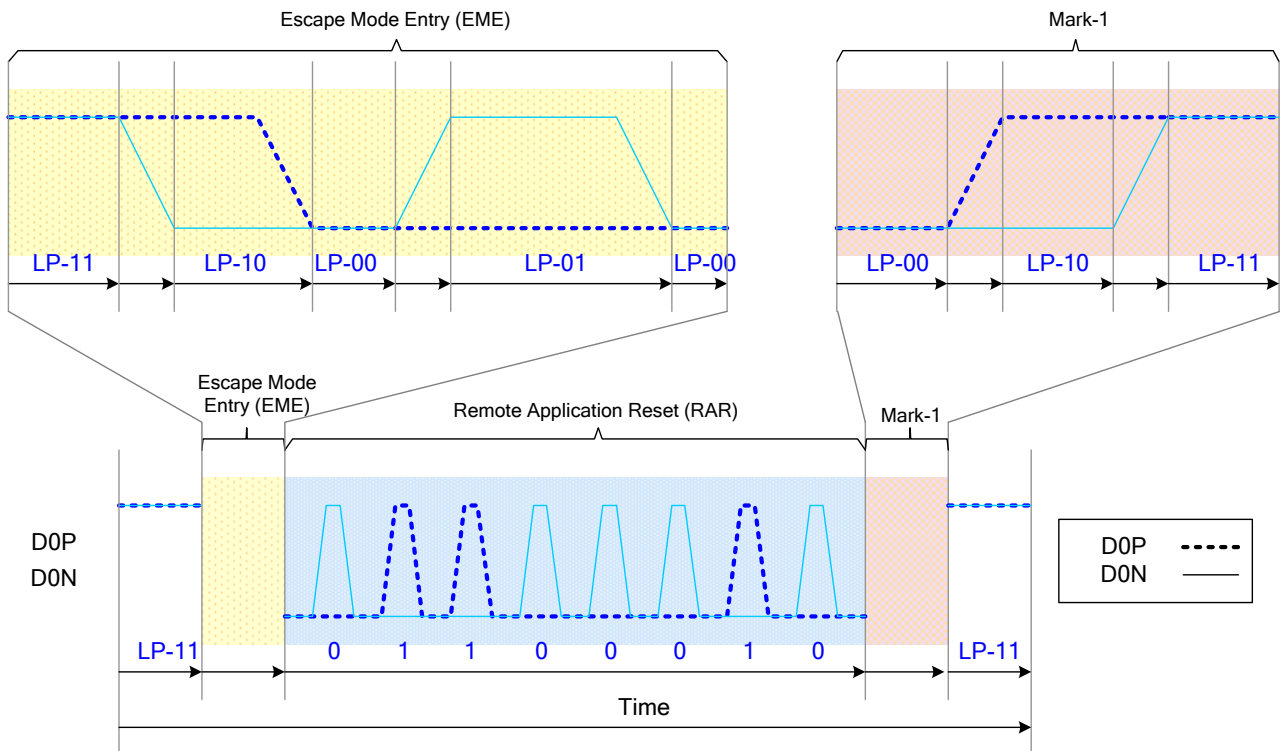 Escape Mode Entry (EME)
Mark-1
LP-11 LP-10 LP-00 LP-01 LP-00
LP-00 LP-10 LP-11
Escape Mode
Entry (EME)
Remote Application Reset (RAR)
Mark-1
D0P
D0N
LP-11 0 1 1 0 0 0 1 0 LP-11
D0P
D0N
Time